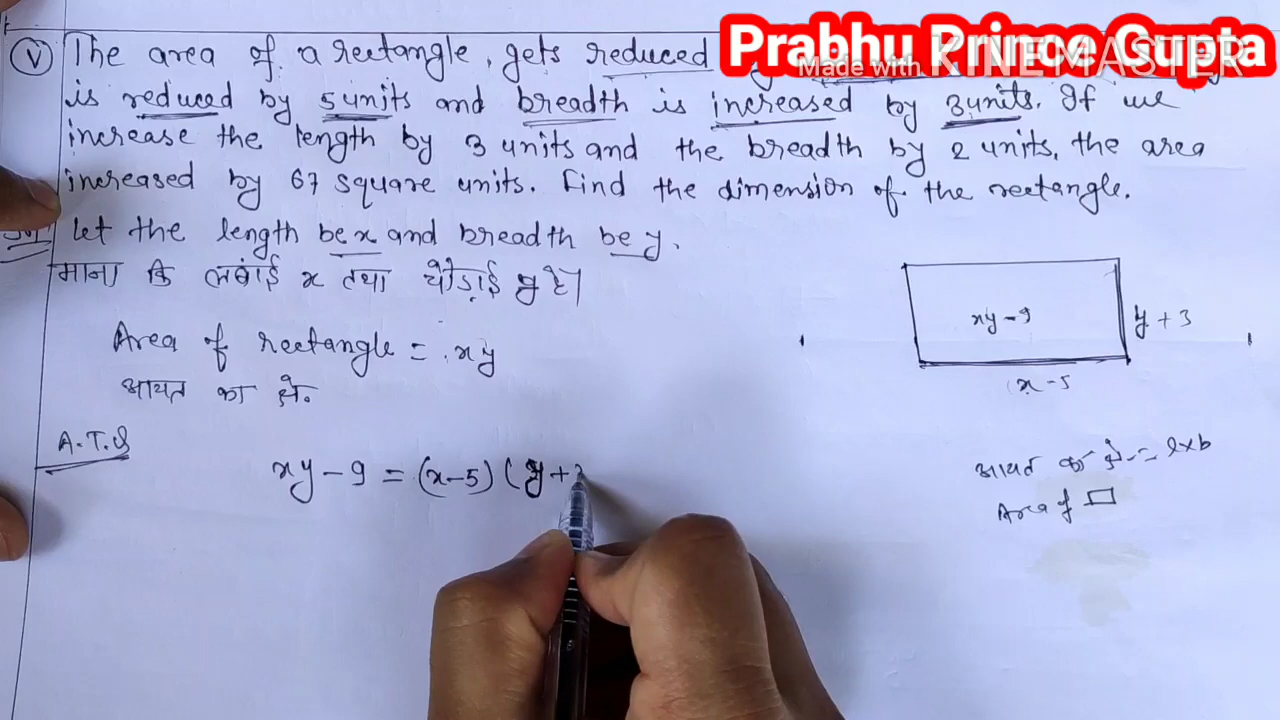 Prabhu Prince Gupta
Made with KINEMASTER
(v) The area of a rectangle, gets reduced
is reduced by 5 units and breadth is increased by 3 units. If we
increase the length by 3 units and the breadth by 2 units, the area
increased by 67 square units. Find the dimension of the rectangle.
Let the length be x and breadth be y.
माना कि लबांई x तथा चौड़ाई y है।
Area of rectangle = xy
आयत का क्षे.
xy - 9
y + 3
x - 5
A.T.Q
xy - 9 = (x-5) (y+3
आयत का क्षे. = l×b
Area of